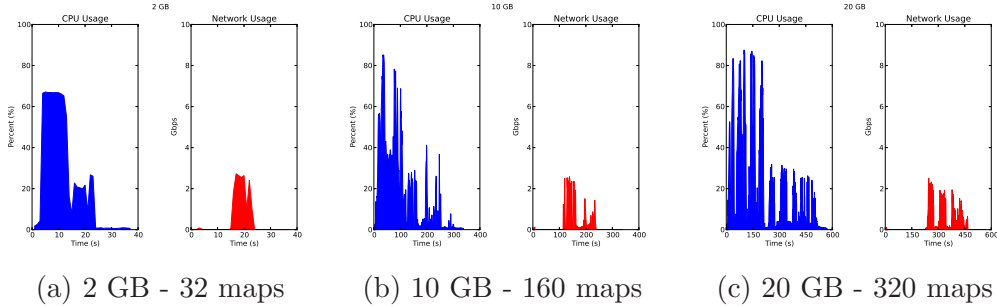 2 GB
CPU Usage
Network Usage
100
80
60
40
20
0
Percent (%)
0 10 20 30 40
Time (s)
10
8
6
4
2
0
Gbps
0 20 40
Time (s)
10 GB
CPU Usage
Network Usage
100
80
60
40
20
0
Percent (%)
0 100 200 300 400
Time (s)
10
8
6
4
2
0
Gbps
0 200 400
Time (s)
20 GB
CPU Usage
Network Usage
100
80
60
40
20
0
Percent (%)
0 150 300 450 600
Time (s)
10
8
6
4
2
0
Gbps
0 150 300 450 600
Time (s)
(a) 2 GB - 32 maps
(b) 10 GB - 160 maps
(c) 20 GB - 320 maps